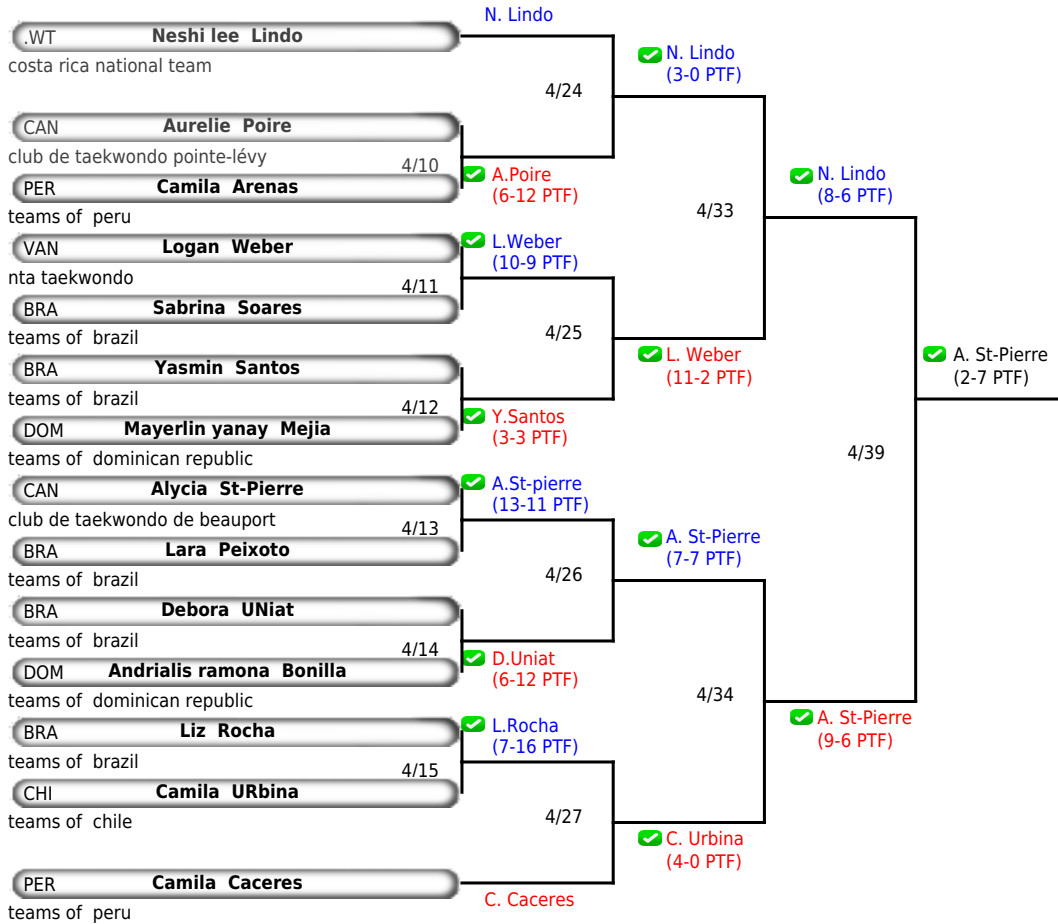 N. Lindo
.WT Neshi lee Lindo
costa rica national team
N. Lindo
(3-0 PTF)
4/24
CAN Aurelie Poire
club de taekwondo pointe-lévy
4/10
A.Poire
(6-12 PTF)
PER Camila Arenas
teams of peru
N. Lindo
(8-6 PTF)
4/33
VAN Logan Weber
L.Weber
(10-9 PTF)
nta taekwondo
4/11
BRA Sabrina Soares
teams of brazil
4/25
L. Weber
(11-2 PTF)
BRA Yasmin Santos
teams of brazil
4/12
Y.Santos
(3-3 PTF)
DOM Mayerlin yanay Mejia
teams of dominican republic
A. St-Pierre
(2-7 PTF)
4/39
CAN Alycia St-Pierre
A.St-pierre
(13-11 PTF)
club de taekwondo de beauport
4/13
BRA Lara Peixoto
teams of brazil
4/26
A. St-Pierre
(7-7 PTF)
BRA Debora UNiat
teams of brazil
4/14
D.Uniat
(6-12 PTF)
DOM Andrialis ramona Bonilla
teams of dominican republic
4/34
A. St-Pierre
(9-6 PTF)
BRA Liz Rocha
L.Rocha
(7-16 PTF)
teams of brazil
4/15
CHI Camila URbina
teams of chile
4/27
C. Urbina
(4-0 PTF)
PER Camila Caceres
C. Caceres
teams of peru